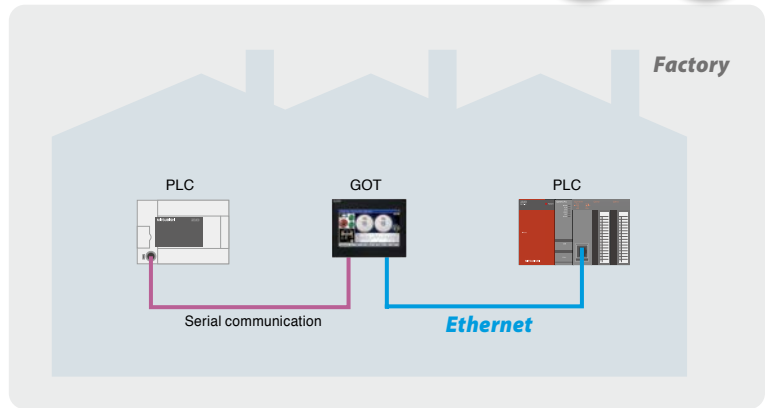 Factory
PLC
GOT
PLC
Serial communication
Ethernet